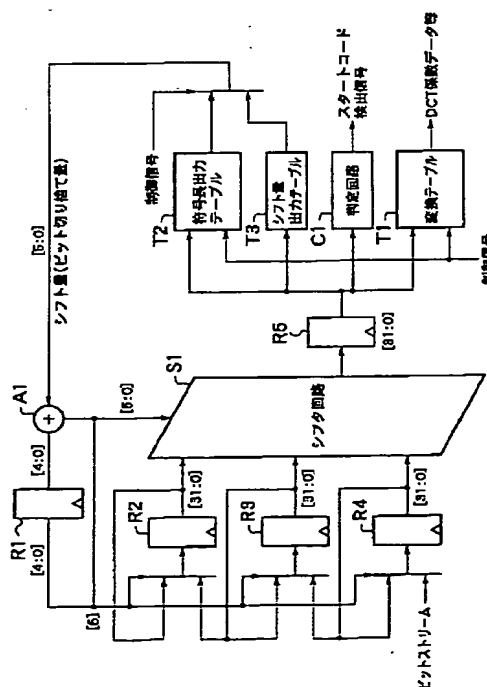 [5:0]
シフト量(ビット切り捨て量)
A1
[4:0]
R1
[4:0]
[5]
[5:0]
制御信号
T2
符号長出力
テーブル
T3
シフト量
出力テーブル
C1
判定回路
スタートコード
検出信号
T1
変換テーブル
DCT係数データ等
R5
[31:0]
S1
シフタ回路
R2
[31:0]
R3
[31:0]
R4
[31:0]
ビットストリーム